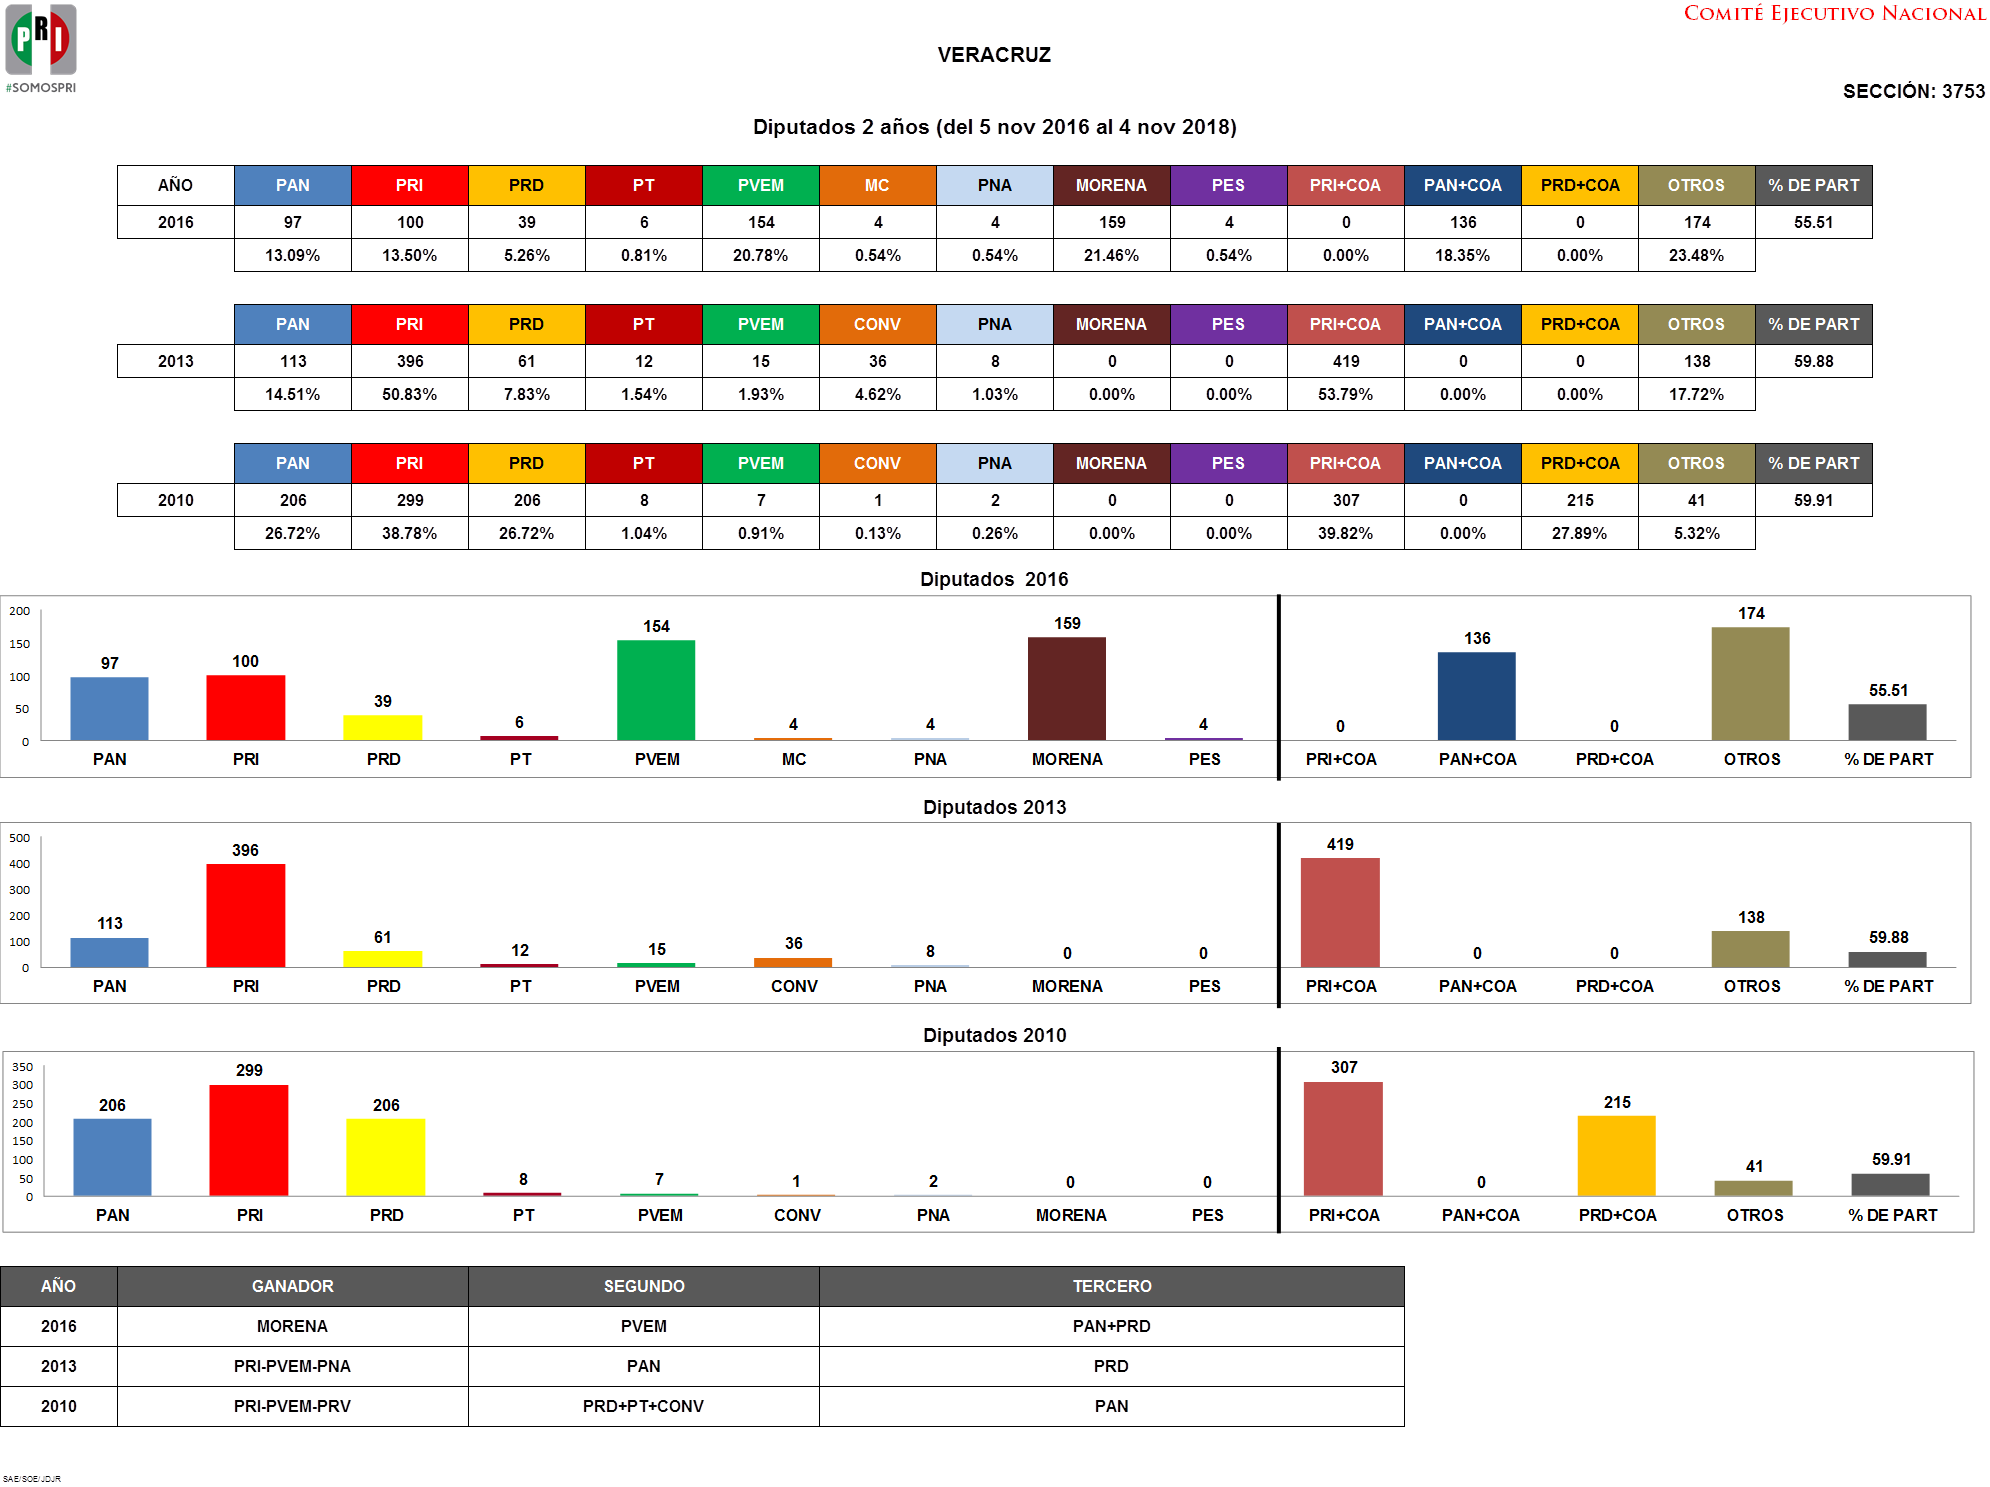 PRI
#SOMOSPRI
COMITÉ EJECUTIVO NACIONAL
VERACRUZ
SECCIÓN: 3753
Diputados 2 años (del 5 nov 2016 al 4 nov 2018)
AÑO PAN PRI PRD PT PVEM MC PNA MORENA PES PRI+COA PAN+COA PRD+COA OTROS % DE PART
2016 97 100 39 6 154 4 4 159 4 0 136 0 174 55.51
13.09% 13.50% 5.26% 0.81% 20.78% 0.54% 0.54% 21.46% 0.54% 0.00% 18.35% 0.00% 23.48%
PAN PRI PRD PT PVEM CONV PNA MORENA PES PRI+COA PAN+COA PRD+COA OTROS % DE PART
2013 113 396 61 12 15 36 8 0 0 419 0 0 138 59.88
14.51% 50.83% 7.83% 1.54% 1.93% 4.62% 1.03% 0.00% 0.00% 53.79% 0.00% 0.00% 17.72%
PAN PRI PRD PT PVEM CONV PNA MORENA PES PRI+COA PAN+COA PRD+COA OTROS % DE PART
2010 206 299 206 8 7 1 2 0 0 307 0 215 41 59.91
26.72% 38.78% 26.72% 1.04% 0.91% 0.13% 0.26% 0.00% 0.00% 39.82% 0.00% 27.89% 5.32%
Diputados 2016
200
150
100
50
0
97 100 39 6 154 4 4 159 4 0 136 0 174 55.51
PAN PRI PRD PT PVEM MC PNA MORENA PES PRI+COA PAN+COA PRD+COA OTROS % DE PART
Diputados 2013
500
400
300
200
100
0
113 396 61 12 15 36 8 0 0 419 0 0 138 59.88
PAN PRI PRD PT PVEM CONV PNA MORENA PES PRI+COA PAN+COA PRD+COA OTROS % DE PART
Diputados 2010
350
300
250
200
150
100
50
0
206 299 206 8 7 1 2 0 0 307 0 215 41 59.91
PAN PRI PRD PT PVEM CONV PNA MORENA PES PRI+COA PAN+COA PRD+COA OTROS % DE PART
AÑO GANADOR SEGUNDO TERCERO
2016 MORENA PVEM PAN+PRD
2013 PRI-PVEM-PNA PAN PRD
2010 PRI-PVEM-PRV PRD+PT+CONV PAN
SAE/SOE/JDJR